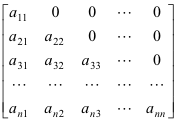 a11 0 0 ⋯ 0
a21 a22 0 ⋯ 0
a31 a32 a33 ⋯ 0
⋯ ⋯ ⋯ ⋯ ⋯
an1 an2 an3 ⋯ ann